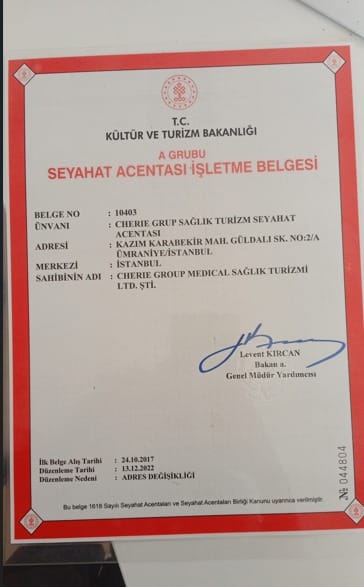 T.C.
KÜLTÜR VE TURİZM BAKANLIĞI
A GRUBU
SEYAHAT ACENTASI İŞLETME BELGESİ
BELGE NO : 10403
ÜNVANI : CHERIE GRUP SAĞLIK TURİZM SEYAHAT
ACENTASI
ADRESİ : KAZIM KARABEKİR MAH. GÜLDALI SK. NO:2/A
ÜMRANİYE/İSTANBUL
MERKEZİ : İSTANBUL
SAHİBİNİN ADI : CHERIE GROUP MEDICAL SAĞLIK TURİZMİ
LTD. ŞTİ.
Levent KIRCAN
Bakan a.
Genel Müdür Yardımcısı
İlk Belge Alış Tarihi : 24.10.2017
Düzenleme Tarihi : 13.12.2022
Düzenleme Nedeni : ADRES DEĞİŞİKLİĞİ
№ 044804
Bu belge 1618 Sayılı Seyahat Acentaları ve Seyahat Acentaları Birliği Kanunu uyarınca verilmiştir.